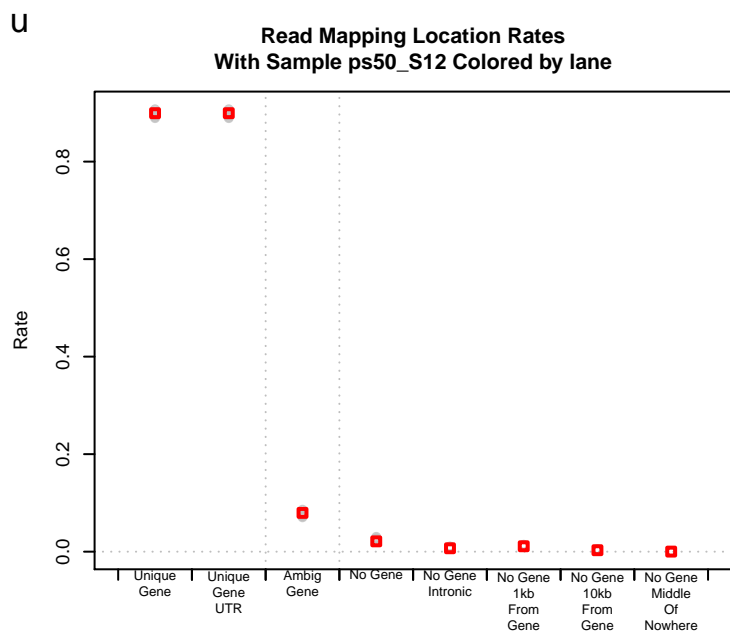 u
Read Mapping Location Rates
With Sample ps50_S12 Colored by lane
Rate
0.8
0.6
0.4
0.2
0.0
Unique
Gene
Unique
Gene
UTR
Ambig
Gene
No Gene
No Gene
Intronic
No Gene
1kb
From
Gene
No Gene
10kb
From
Gene
No Gene
Middle
Of
Nowhere